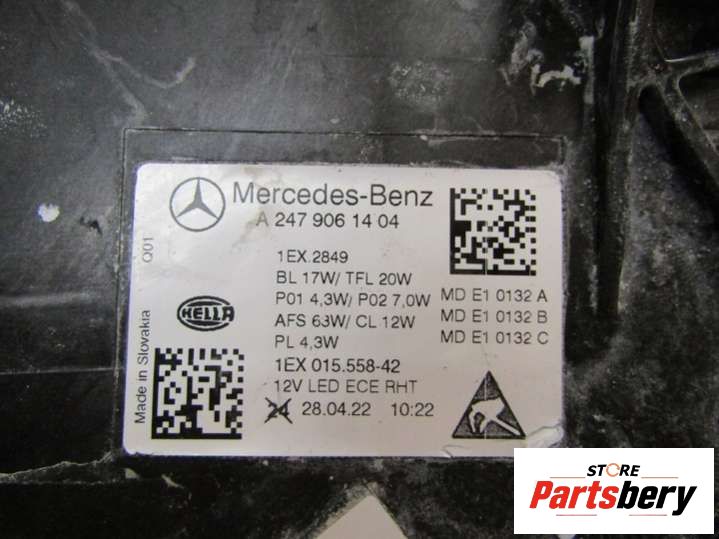 Mercedes-Benz
A 247 906 14 04
1EX.2849
BL 17W/ TFL 20W
P01 4,3W/ P02 7,0W
AFS 63W/ CL 12W
PL 4,3W
1EX 015.558-42
12V LED ECE RHT
24 28.04.22 10:22
MD E1 0132 A
MD E1 0132 B
MD E1 0132 C
HELLA
Q01
Made in Slovakia
STORE
Partsbery